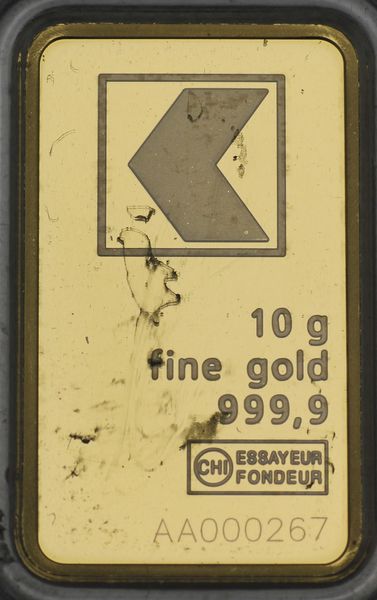 10 g
fine gold
999,9
CHI ESSAYEUR
FONDEUR
AA000267